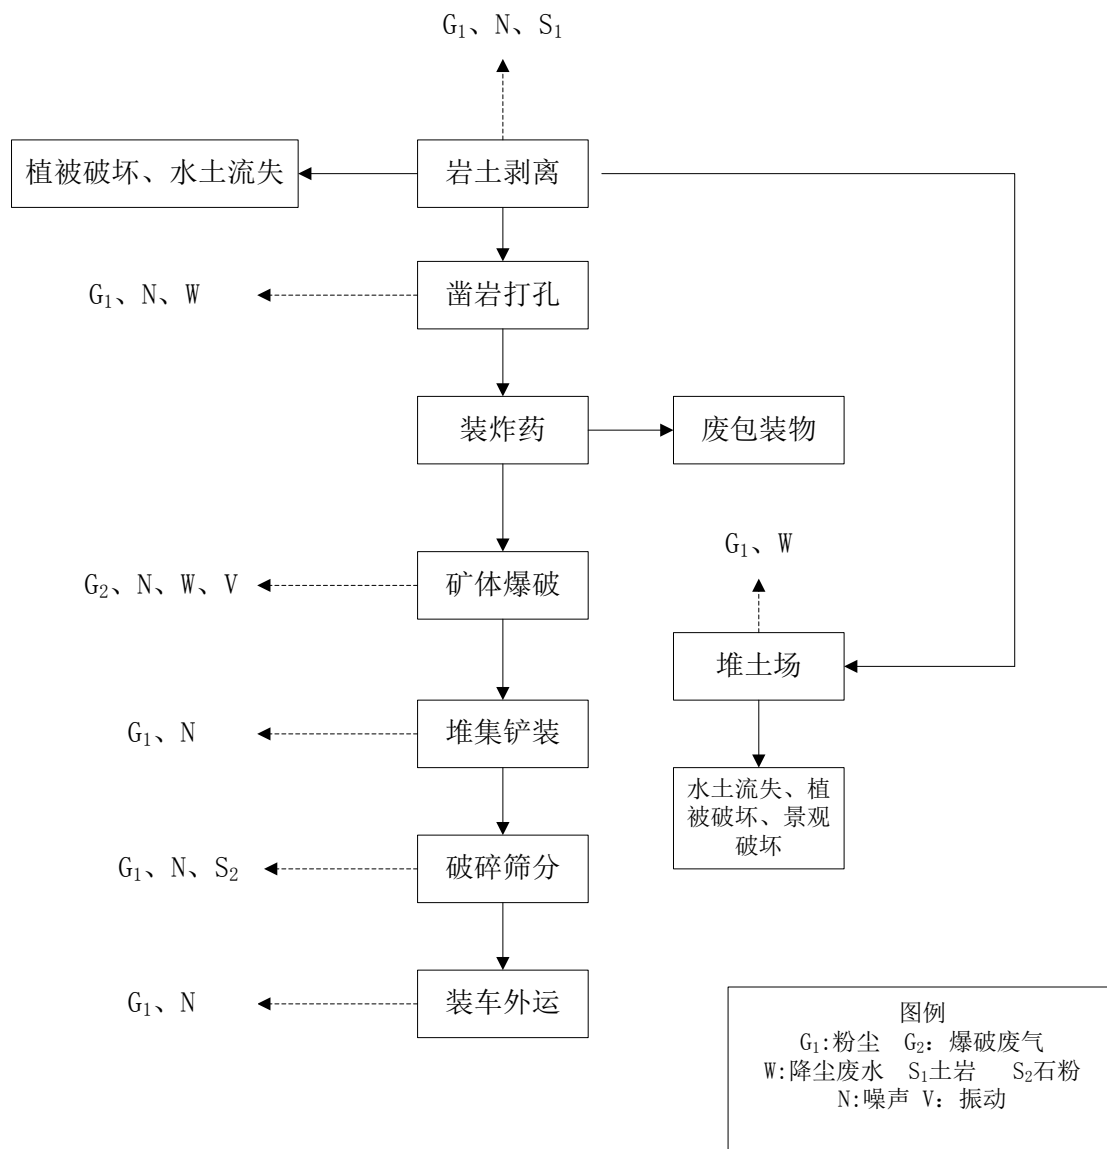 G₁、N、S₁
植被破坏、水土流失
岩土剥离
G₁、N、W
凿岩打孔
装炸药
废包装物
G₁、W
G₂、N、W、V
矿体爆破
堆土场
G₁、N
堆集铲装
水土流失、植
被破坏、景观
破坏
G₁、N、S₂
破碎筛分
G₁、N
装车外运
图例
G₁:粉尘 G₂：爆破废气
W:降尘废水 S₁土岩 S₂石粉
N:噪声 V：振动